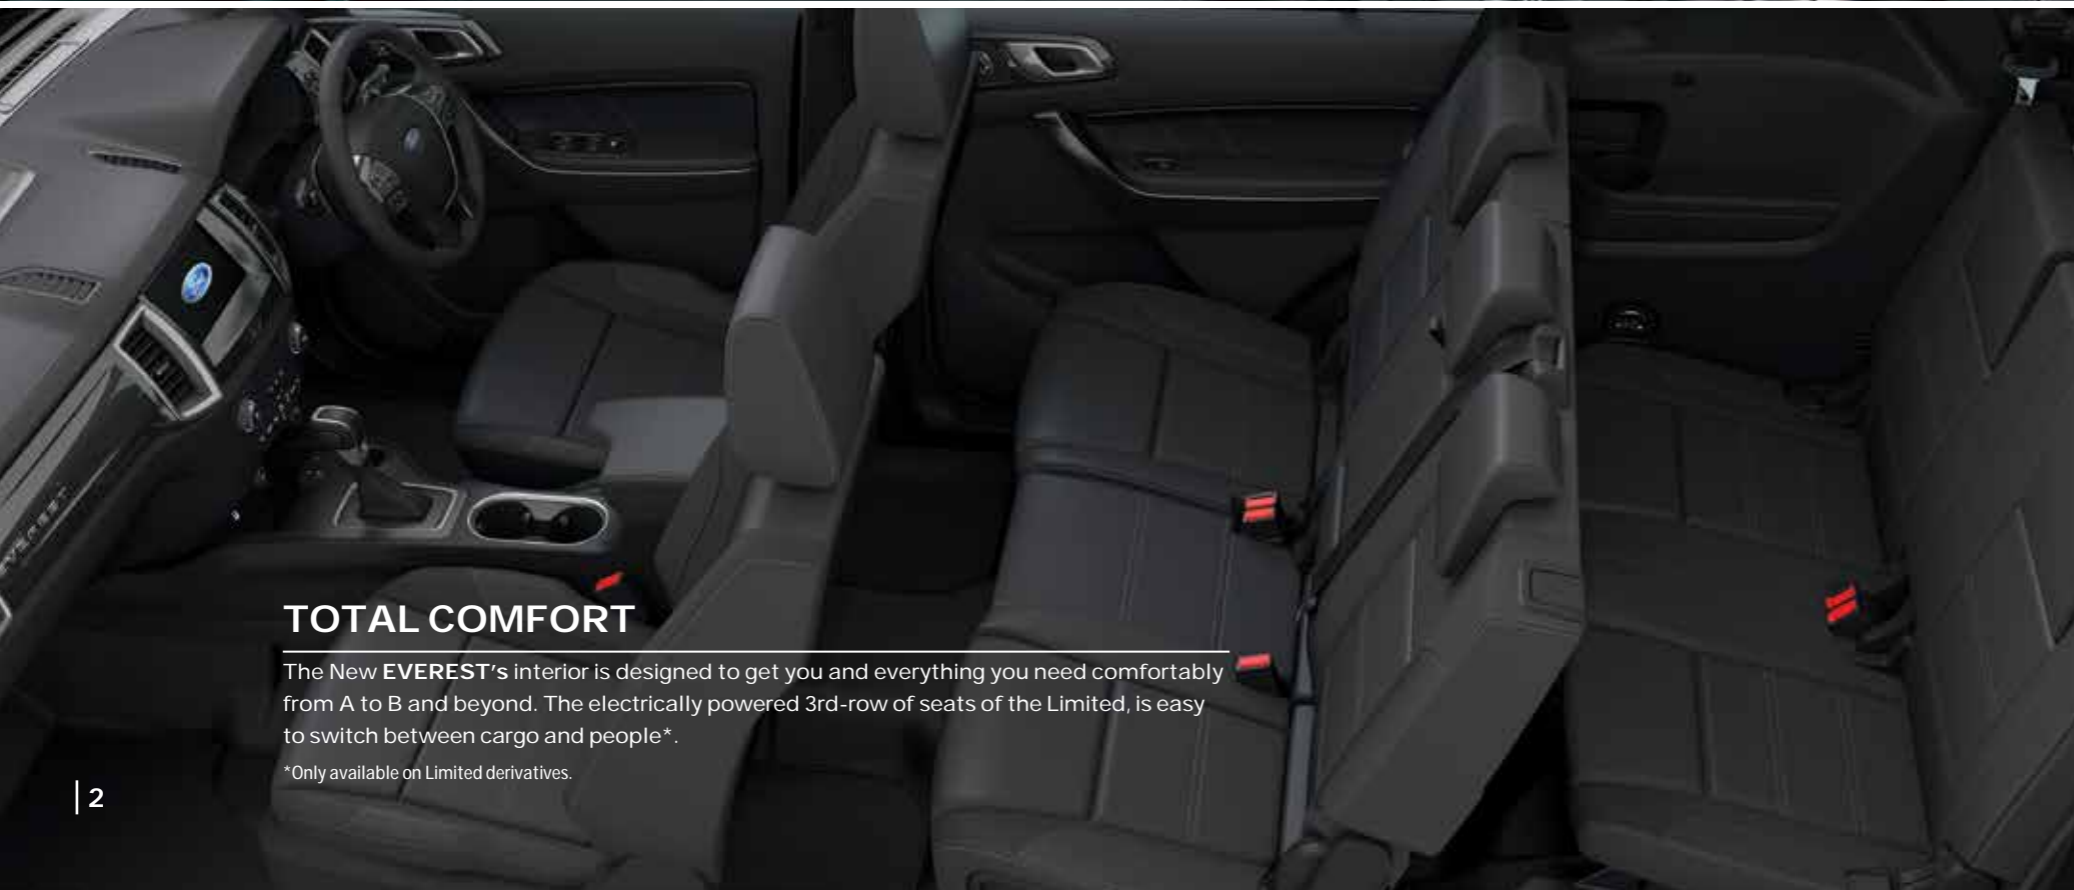 EVEREST
TOTAL COMFORT
The New EVEREST's interior is designed to get you and everything you need comfortably
from A to B and beyond. The electrically powered 3rd-row of seats of the Limited, is easy
to switch between cargo and people*.
*Only available on Limited derivatives.
2